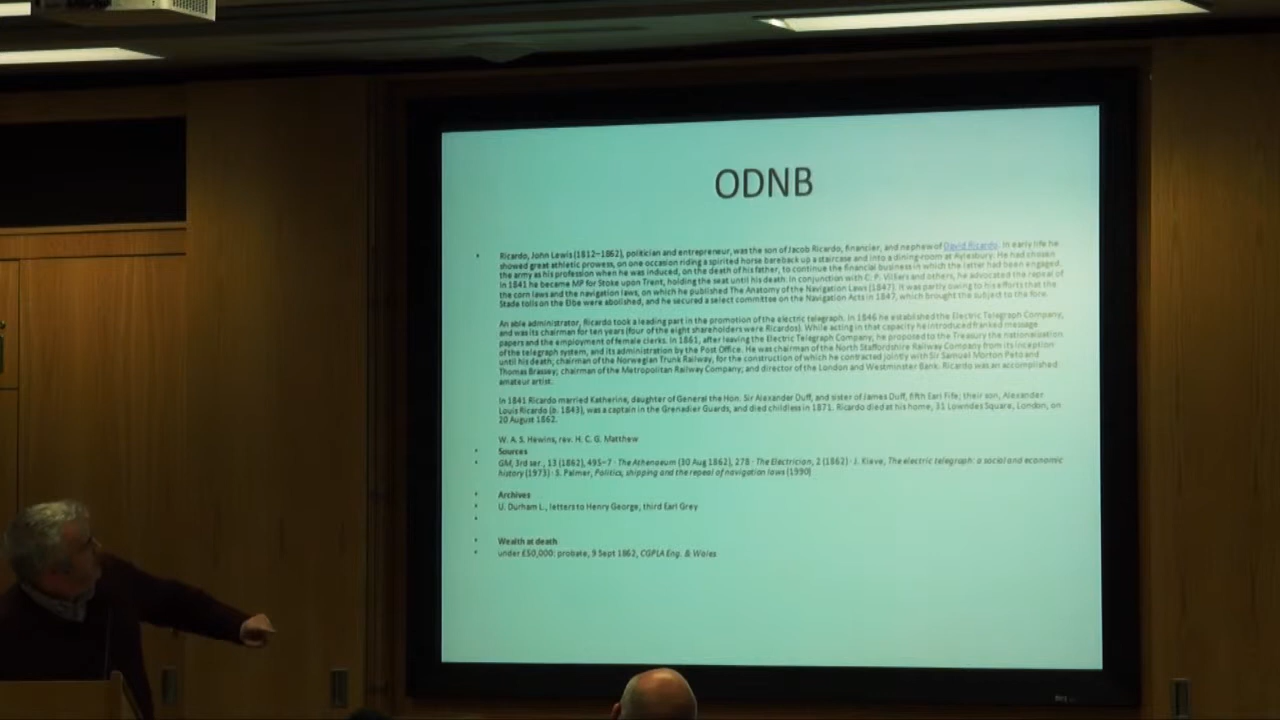 ODNB
Ricardo, John Lewis (1812–1862), politician and entrepreneur, was the son of Jacob Ricardo, financier, and nephew of David Ricardo. In early life he
showed great athletic prowess, on one occasion riding a spirited horse bareback up a staircase and into a dining-room at Aylesbury. He had chosen
the army as his profession when he was induced, on the death of his father, to continue the financial business in which the latter had been engaged.
In 1841 he became MP for Stoke upon Trent, holding the seat until his death. In conjunction with C. P. Villiers and others, he advocated the repeal of
the corn laws and the navigation laws, on which he published The Anatomy of the Navigation Laws (1847). It was partly owing to his efforts that the
Stade tolls on the Elbe were abolished, and he secured a select committee on the Navigation Acts in 1847, which brought the subject to the fore.
An able administrator, Ricardo took a leading part in the promotion of the electric telegraph. In 1846 he established the Electric Telegraph Company,
and was its chairman for ten years (four of the eight shareholders were Ricardos). While acting in that capacity he introduced franked message
papers and the employment of female clerks. In 1861, after leaving the Electric Telegraph Company, he proposed to the Treasury the nationalization
of the telegraph system, and its administration by the Post Office. He was chairman of the North Staffordshire Railway Company from its inception
until his death; chairman of the Norwegian Trunk Railway, for the construction of which he contracted jointly with Sir Samuel Morton Peto and
Thomas Brassey; chairman of the Metropolitan Railway Company; and director of the London and Westminster Bank. Ricardo was an accomplished
amateur artist.
In 1841 Ricardo married Katherine, daughter of General the Hon. Sir Alexander Duff, and sister of James Duff, fifth Earl Fife; their son, Alexander
Louis Ricardo (b. 1843), was a captain in the Grenadier Guards, and died childless in 1871. Ricardo died at his home, 31 Lowndes Square, London, on
20 August 1862.
W. A. S. Hewins, rev. H. C. G. Matthew
Sources
GM, 3rd ser., 13 (1862), 495–7 · The Athenaeum (30 Aug 1862), 278 · The Electrician, 2 (1862) · J. Kieve, The electric telegraph: a social and economic
history (1973) · S. Palmer, Politics, shipping and the repeal of navigation laws (1990)
Archives
U. Durham L., letters to Henry George, third Earl Grey
Wealth at death
under £50,000: probate, 9 Sept 1862, CGPLA Eng. & Wales